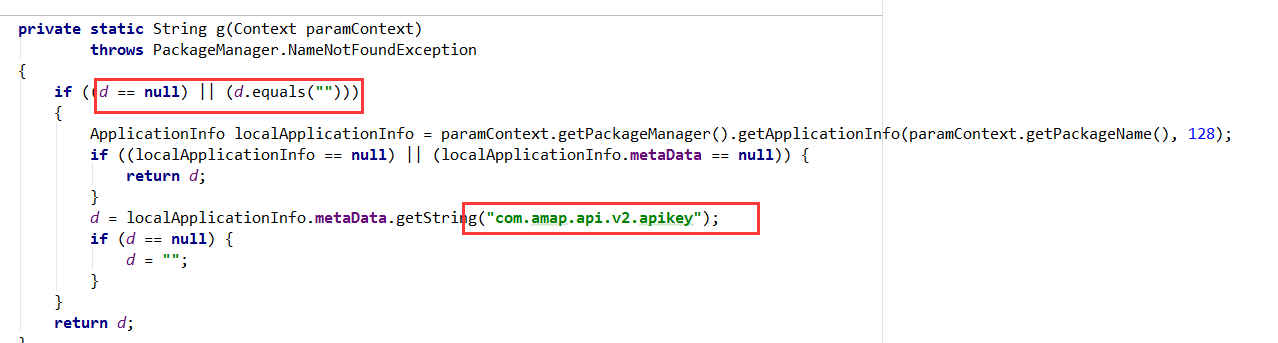 private static String g(Context paramContext)
throws PackageManager.NameNotFoundException
{
if ((d == null) || (d.equals("")))
{
ApplicationInfo localApplicationInfo = paramContext.getPackageManager().getApplicationInfo(paramContext.getPackageName(), 128);
if ((localApplicationInfo == null) || (localApplicationInfo.metaData == null)) {
return d;
}
d = localApplicationInfo.metaData.getString("com.amap.api.v2.apikey");
if (d == null) {
d = "";
}
}
return d;
}